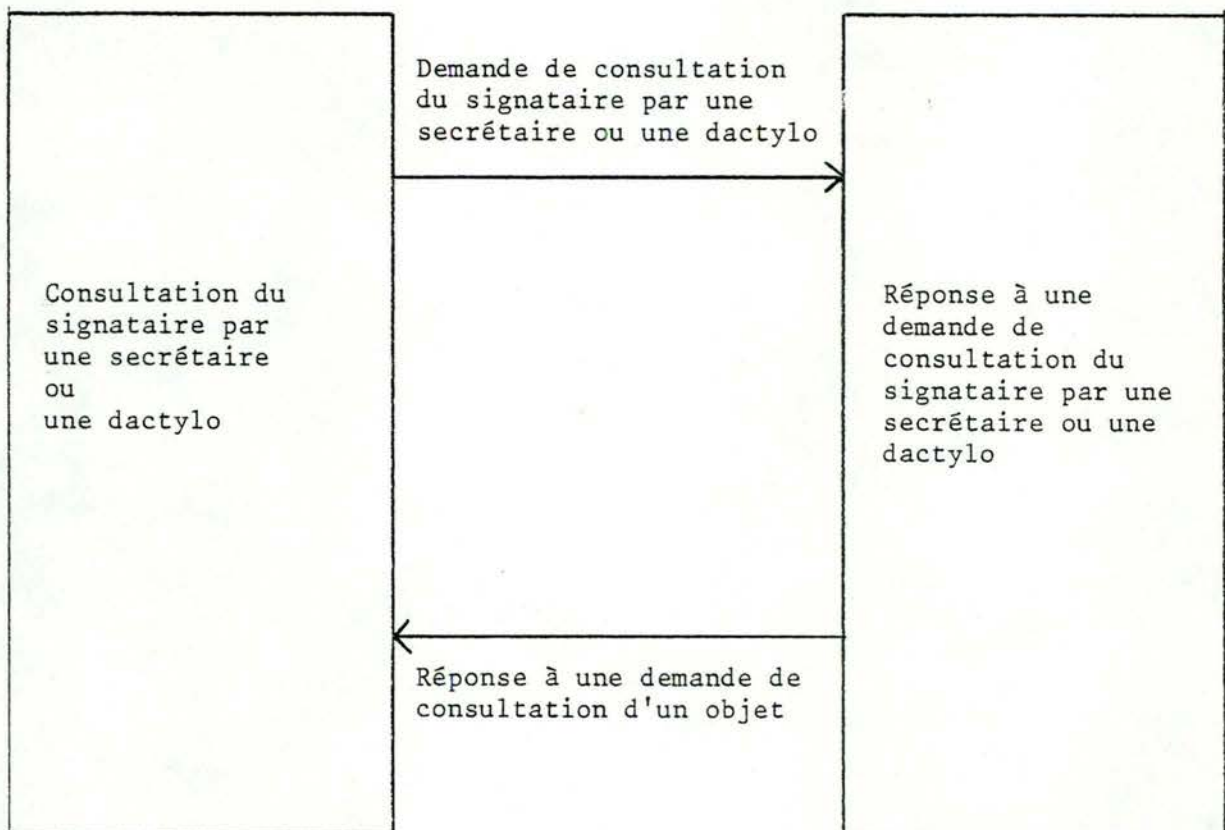 Demande de consultation
du signataire par une
secrétaire ou une dactylo
Consultation du
signataire par
une secrétaire
ou
une dactylo
Réponse à une
demande de
consultation du
signataire par une
secrétaire ou une
dactylo
Réponse à une demande de
consultation d'un objet